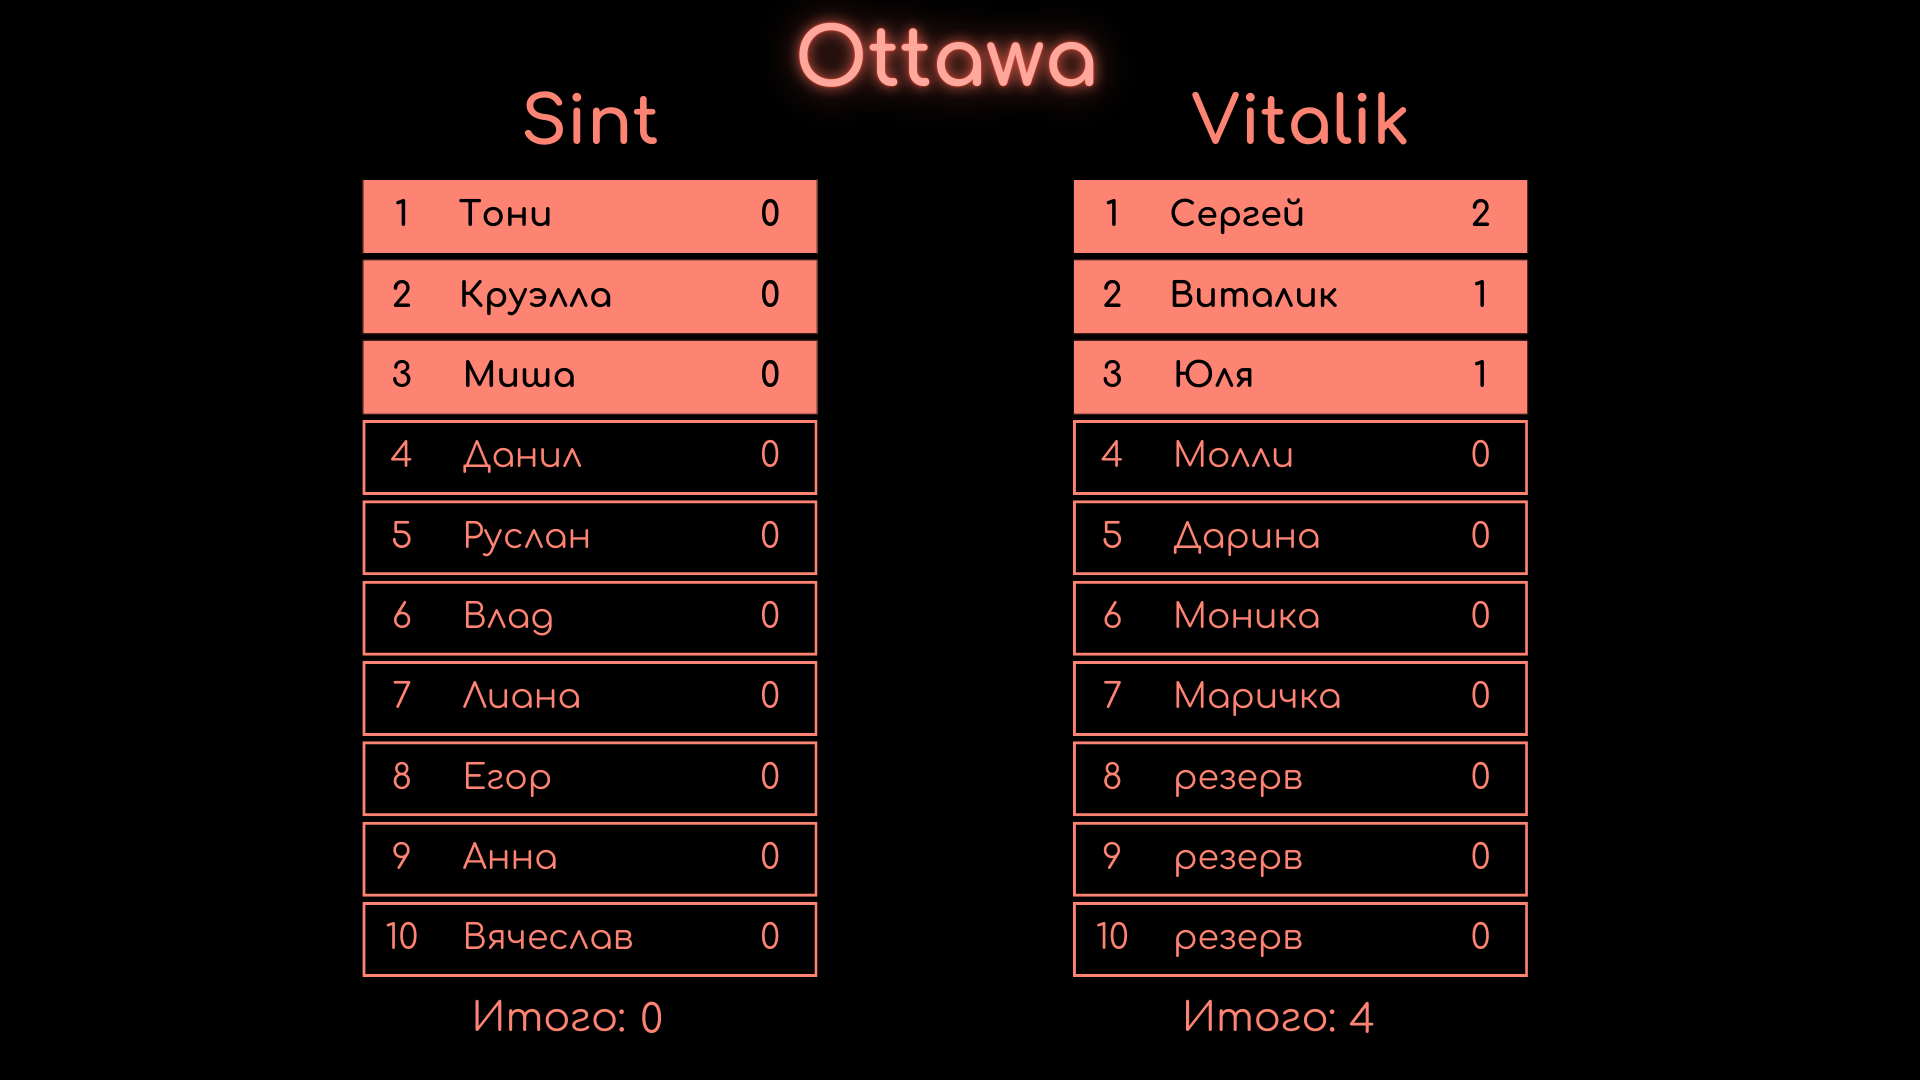 Ottawa
Sint
1 Тони 0
2 Круэлла 0
3 Миша 0
4 Данил 0
5 Руслан 0
6 Влад 0
7 Лиана 0
8 Егор 0
9 Анна 0
10 Вячеслав 0
Итого: 0
Vitalik
1 Сергей 2
2 Виталик 1
3 Юля 1
4 Молли 0
5 Дарина 0
6 Моника 0
7 Маричка 0
8 резерв 0
9 резерв 0
10 резерв 0
Итого: 4